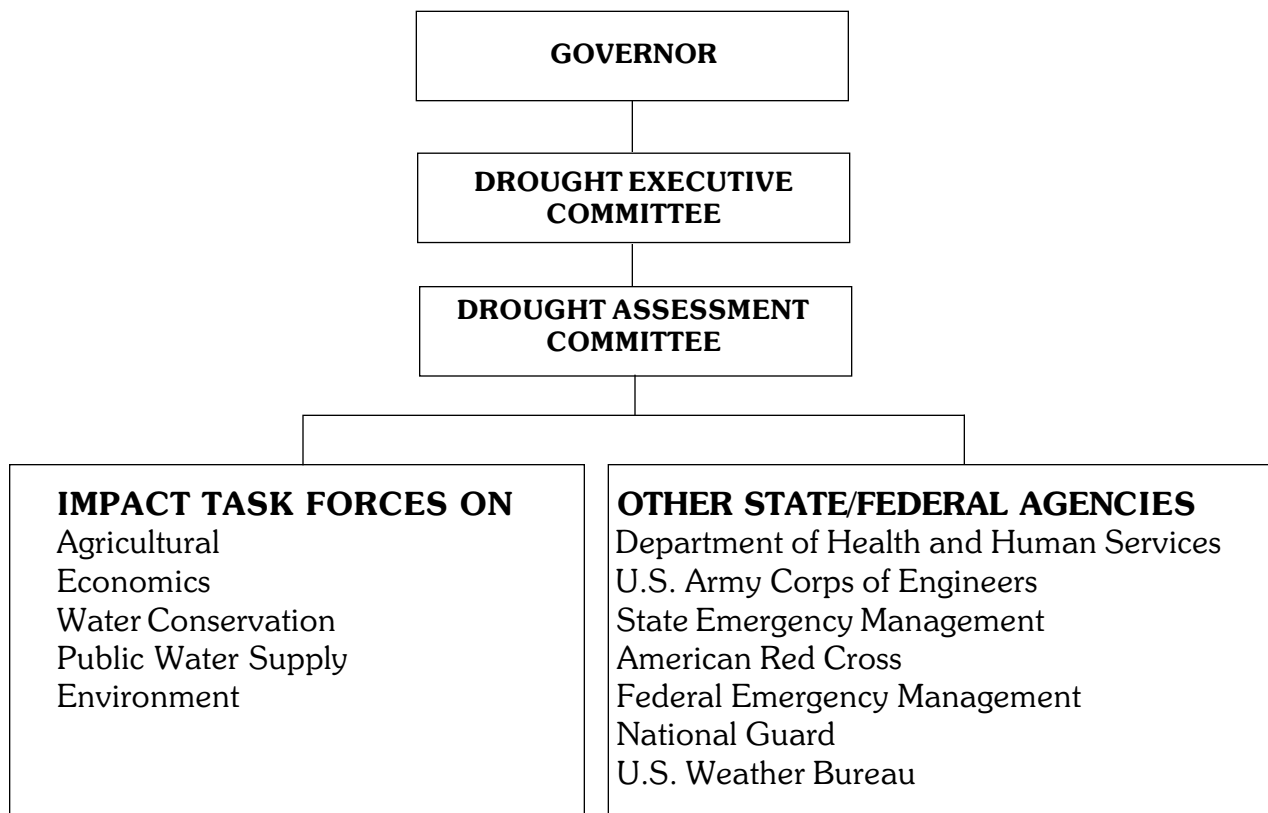 GOVERNOR
DROUGHT EXECUTIVE
COMMITTEE
DROUGHT ASSESSMENT
COMMITTEE
IMPACT TASK FORCES ON
Agricultural
Economics
Water Conservation
Public Water Supply
Environment
OTHER STATE/FEDERAL AGENCIES
Department of Health and Human Services
U.S. Army Corps of Engineers
State Emergency Management
American Red Cross
Federal Emergency Management
National Guard
U.S. Weather Bureau